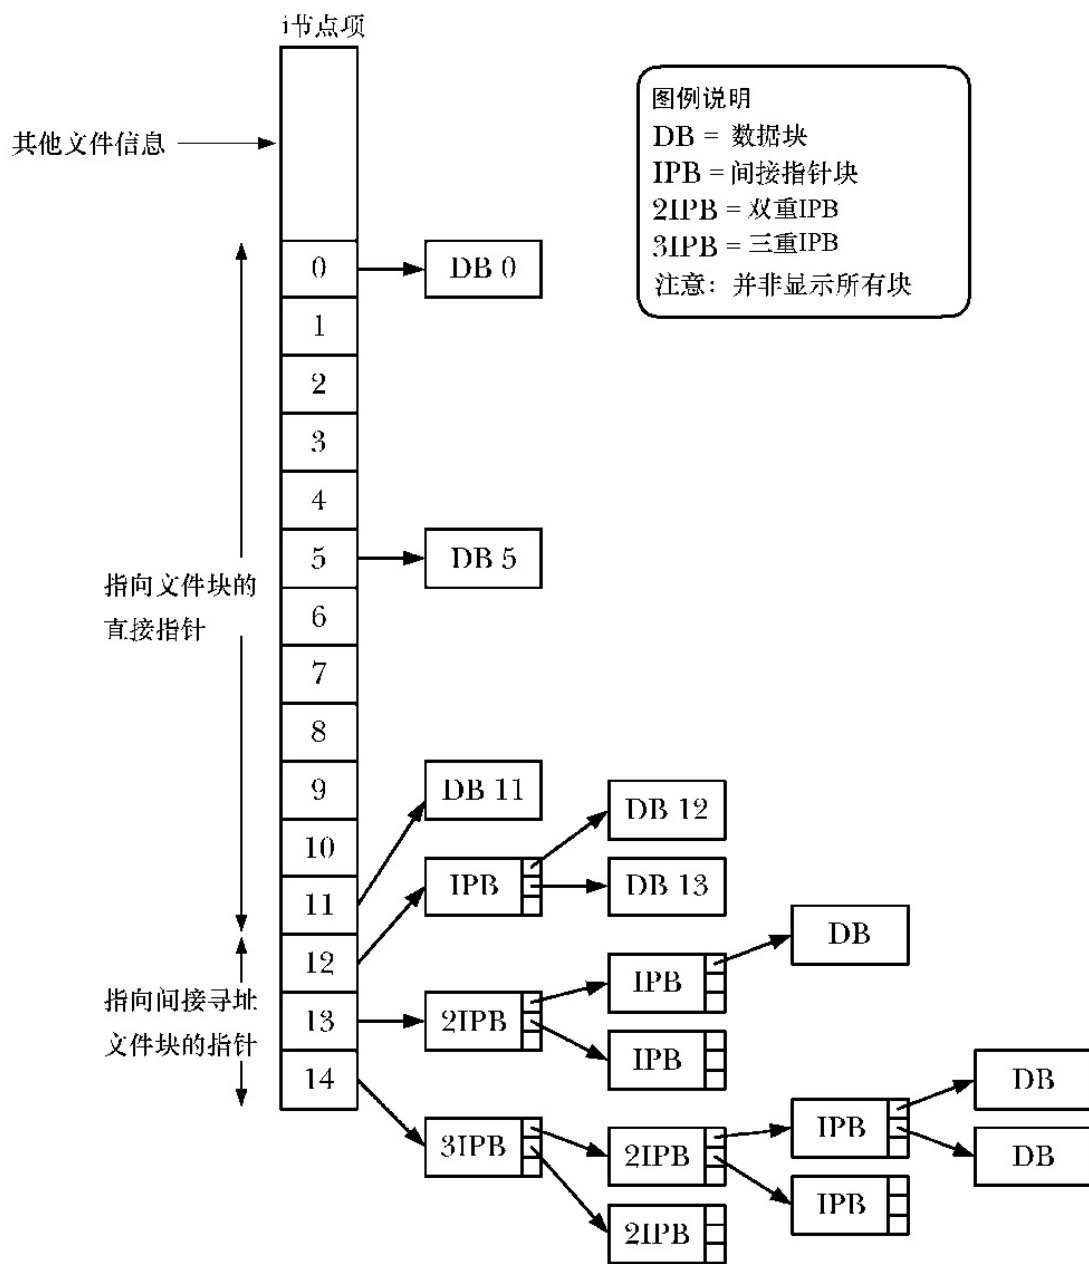 i节点项
图例说明
DB = 数据块
IPB = 间接指针块
2IPB = 双重IPB
3IPB = 三重IPB
注意：并非显示所有块
其他文件信息
0
DB 0
1
2
3
4
5
DB 5
指向文件块的
直接指针
6
7
8
9
DB 11
DB 12
10
IPB
DB 13
11
DB
12
IPB
指向间接寻址
文件块的指针
13
2IPB
IPB
14
DB
3IPB
2IPB
IPB
DB
IPB
2IPB